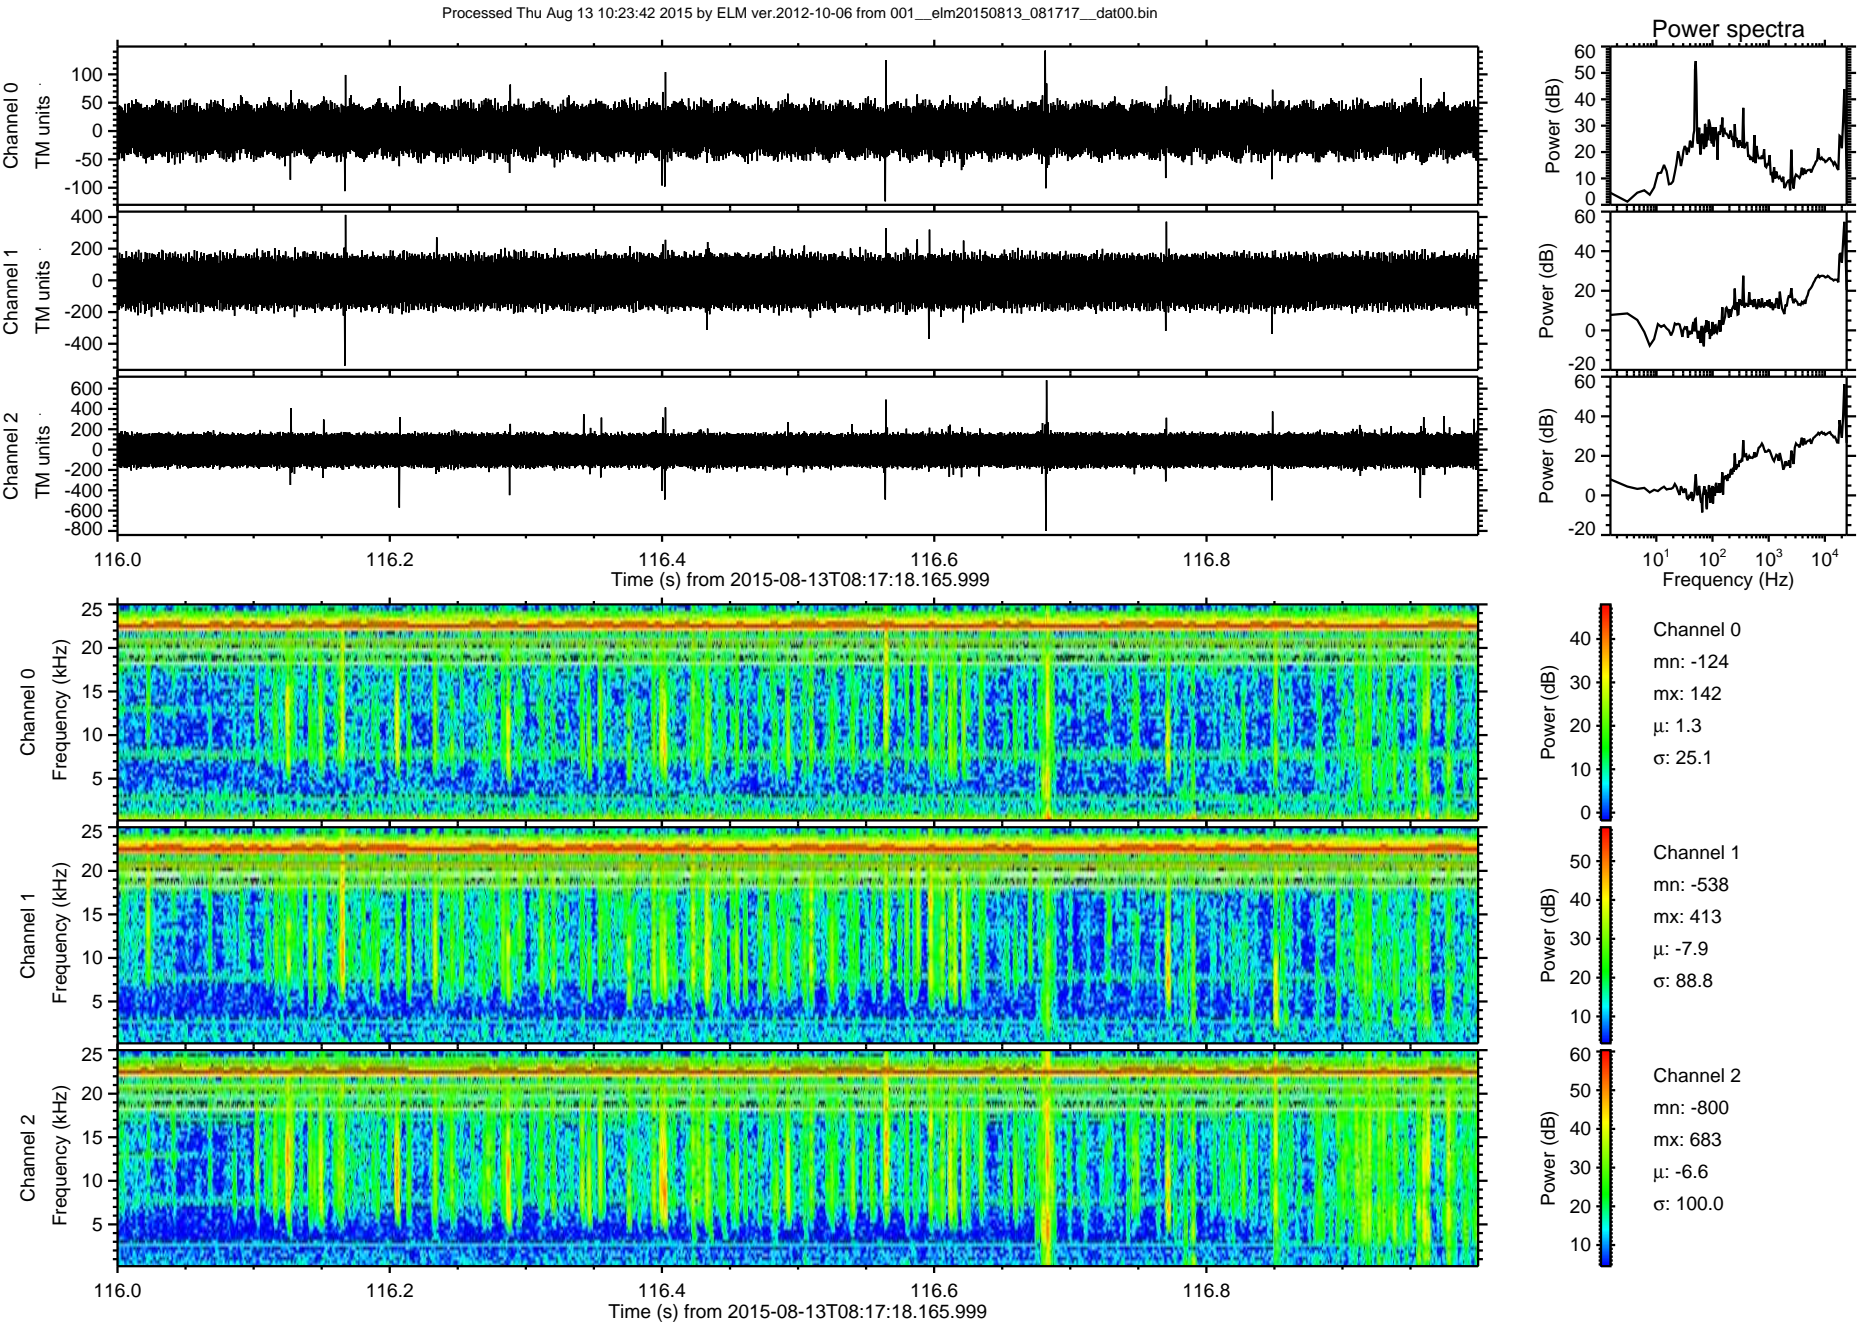 Processed Thu Aug 13 10:23:42 2015 by ELM ver.2012-10-06 from 001__elm20150813_081717__dat00.bin
Power spectra
Channel 0
TM units
100
50
0
-50
-100
Power (dB)
60
50
40
30
20
10
0
Channel 1
TM units
400
200
0
-200
-400
Power (dB)
60
40
20
0
-20
Channel 2
TM units
600
400
200
0
-200
-400
-600
-800
Power (dB)
60
40
20
0
-20
116.0 116.2 116.4 116.6 116.8
Time (s) from 2015-08-13T08:17:18.165.999
10¹ 10² 10³ 10⁴
Frequency (Hz)
Channel 0
Frequency (kHz)
25
20
15
10
5
Power (dB)
40
30
20
10
0
Channel 0
mn: -124
mx: 142
μ: 1.3
σ: 25.1
Channel 1
Frequency (kHz)
25
20
15
10
5
Power (dB)
50
40
30
20
10
Channel 1
mn: -538
mx: 413
μ: -7.9
σ: 88.8
Channel 2
Frequency (kHz)
25
20
15
10
5
Power (dB)
60
50
40
30
20
10
Channel 2
mn: -800
mx: 683
μ: -6.6
σ: 100.0
116.0 116.2 116.4 116.6 116.8
Time (s) from 2015-08-13T08:17:18.165.999